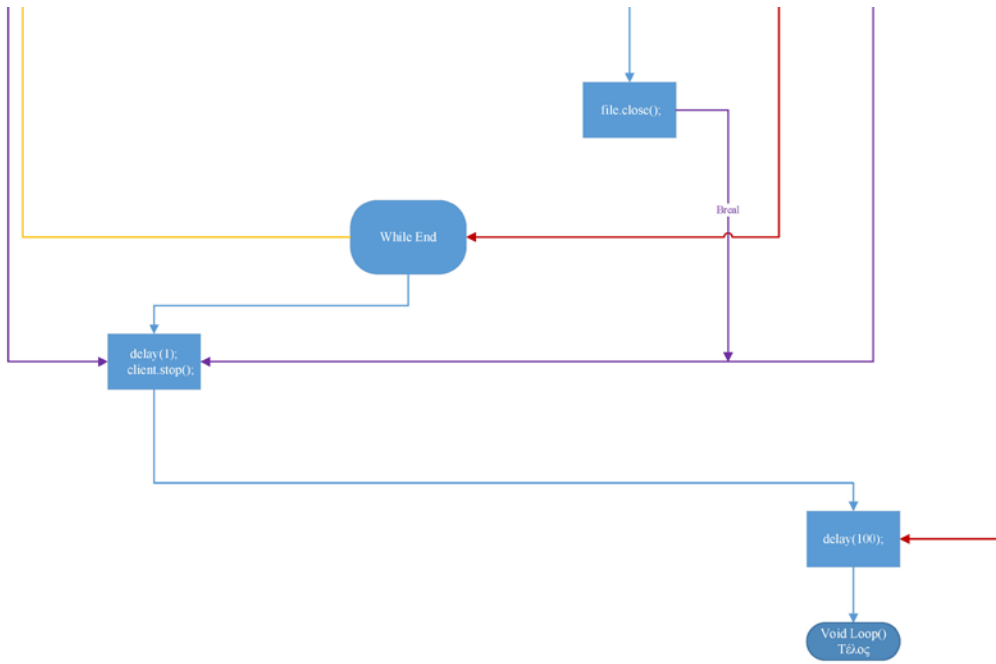 file.close();
Breal
While End
delay(1);
client.stop();
delay(100);
Void Loop()
Τέλος